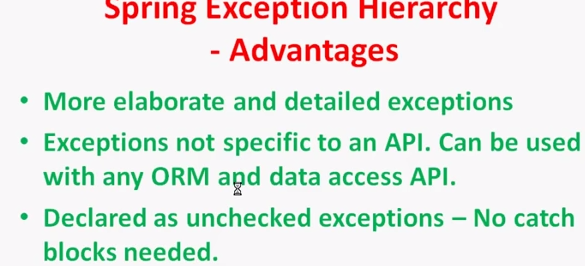 Spring Exception Hierarchy
- Advantages
• More elaborate and detailed exceptions
• Exceptions not specific to an API. Can be used
with any ORM and data access API.
• Declared as unchecked exceptions – No catch
blocks needed.